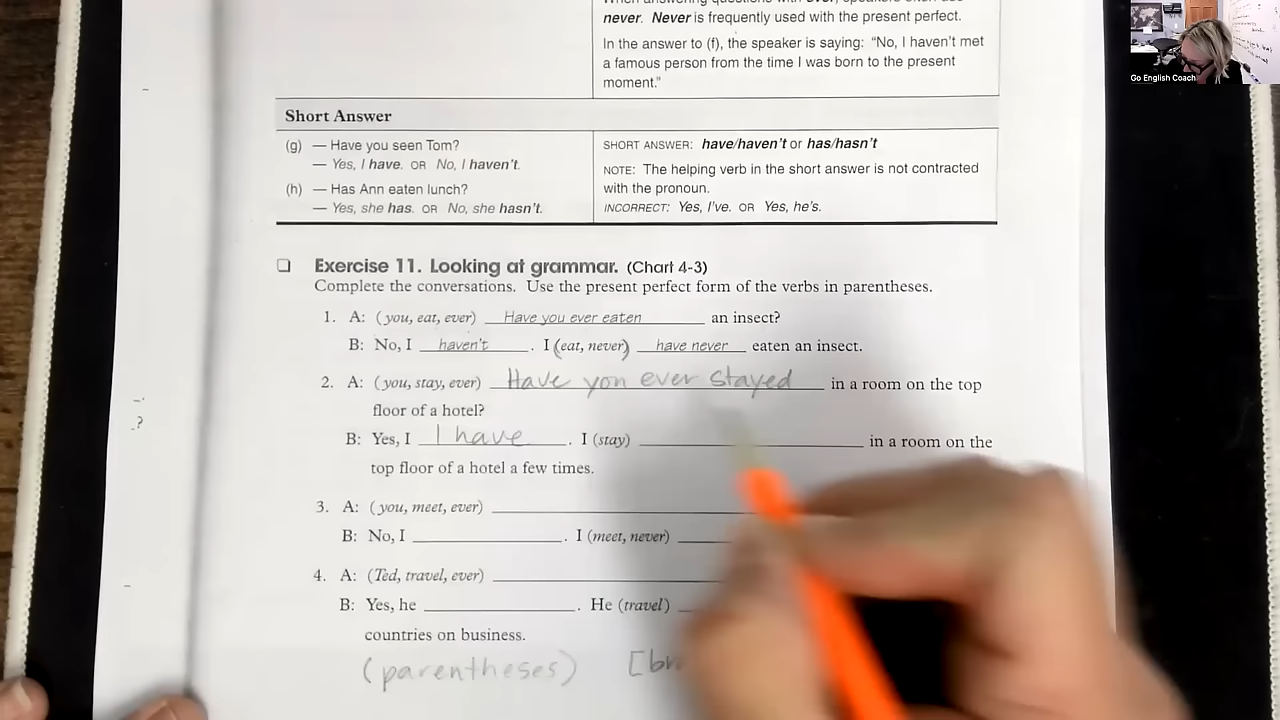 never. Never is frequently used with the present perfect.
In the answer to (f), the speaker is saying: "No, I haven't met
a famous person from the time I was born to the present
moment."
Go English Coach
Short Answer
(g) — Have you seen Tom?
— Yes, I have. OR No, I haven't.
(h) — Has Ann eaten lunch?
— Yes, she has. OR No, she hasn't.
SHORT ANSWER: have/haven't or has/hasn't
NOTE: The helping verb in the short answer is not contracted
with the pronoun.
INCORRECT: Yes, I've. OR Yes, he's.
Exercise 11. Looking at grammar. (Chart 4-3)
Complete the conversations. Use the present perfect form of the verbs in parentheses.
1. A: (you, eat, ever) Have you ever eaten an insect?
B: No, I haven't. I (eat, never) have never eaten an insect.
2. A: (you, stay, ever) Have you ever stayed in a room on the top
floor of a hotel?
B: Yes, I I have. I (stay) in a room on the
top floor of a hotel a few times.
3. A: (you, meet, ever)
B: No, I . I (meet, never)
4. A: (Ted, travel, ever)
B: Yes, he . He (travel)
countries on business.
(parentheses)